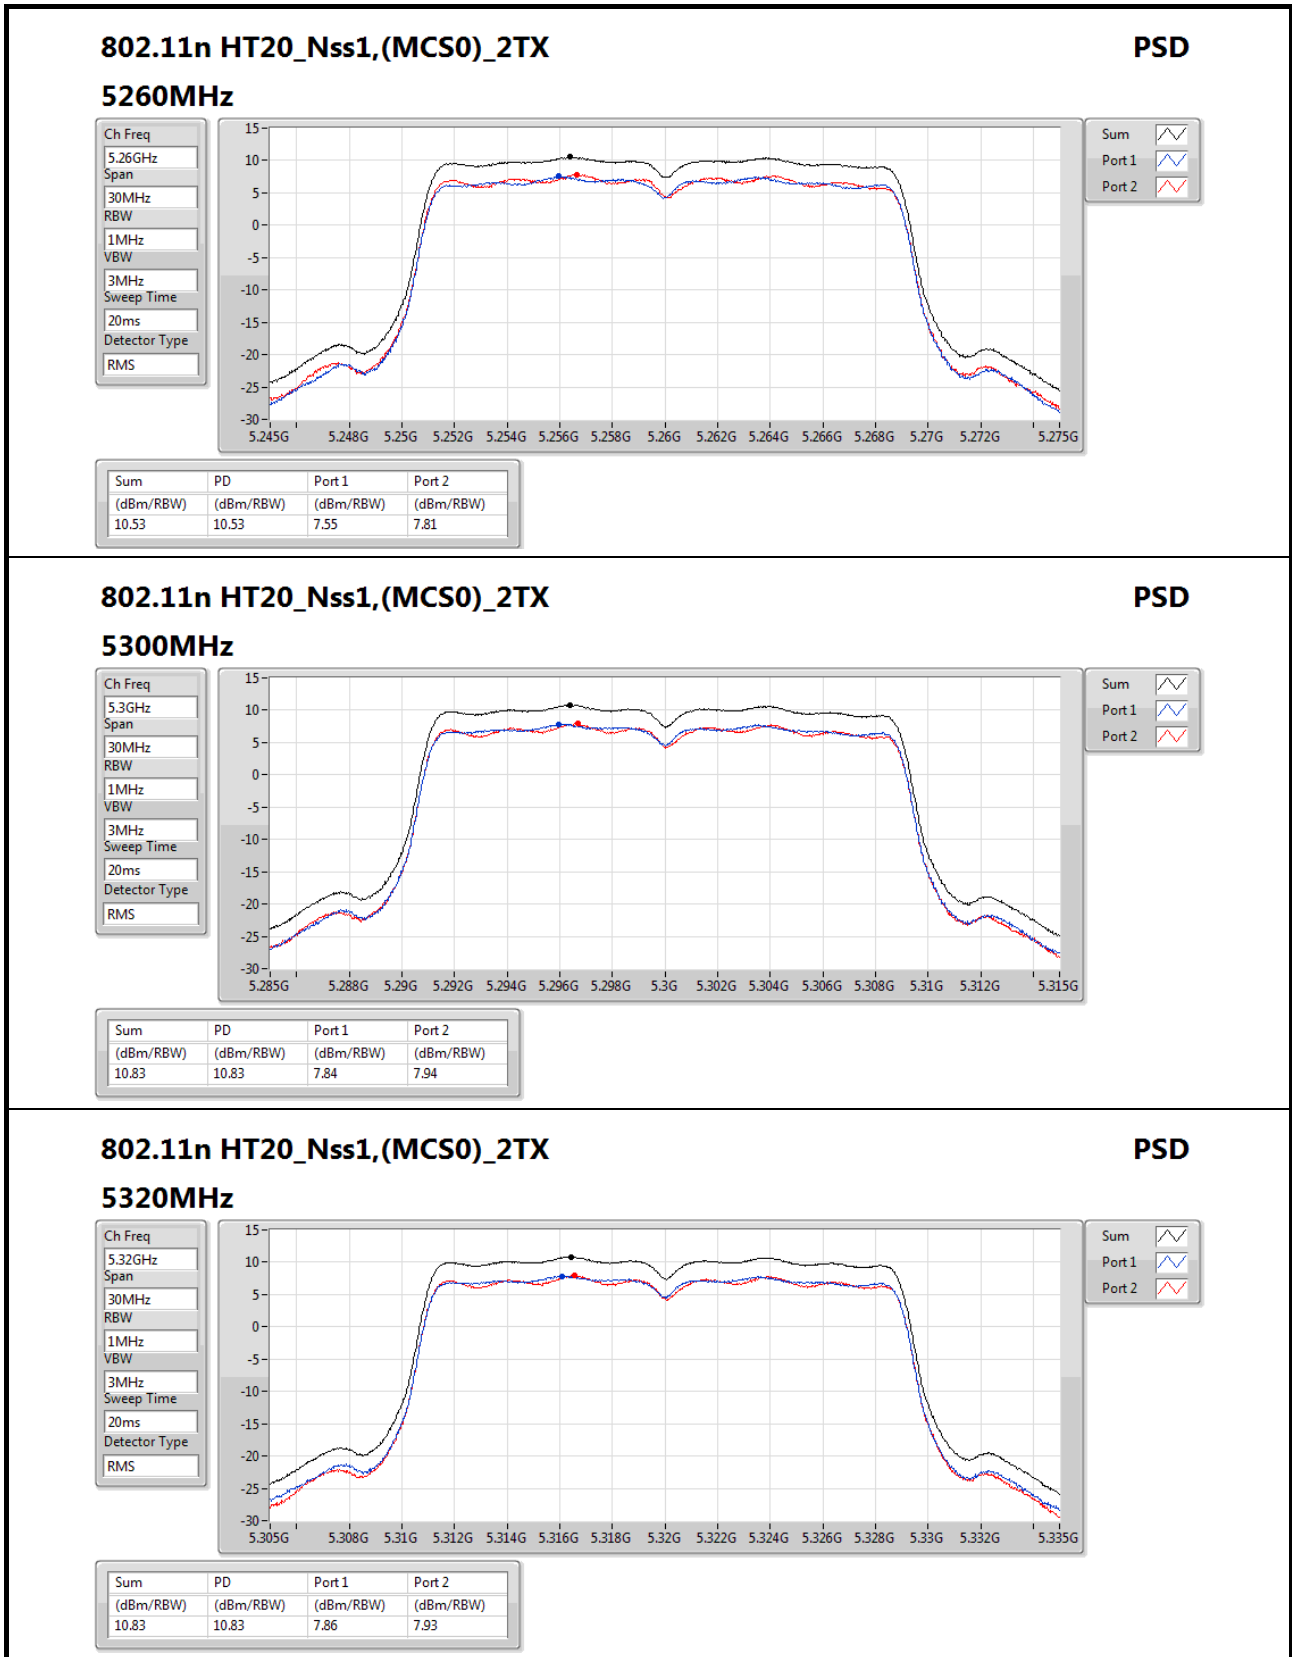 802.11n HT20_Nss1,(MCS0)_2TX PSD
5260MHz
Ch Freq
5.26GHz
Span
30MHz
RBW
1MHz
VBW
3MHz
Sweep Time
20ms
Detector Type
RMS
15
10
5
0
-5
-10
-15
-20
-25
-30
5.245G 5.248G 5.25G 5.252G 5.254G 5.256G 5.258G 5.26G 5.262G 5.264G 5.266G 5.268G 5.27G 5.272G 5.275G
Sum
Port 1
Port 2
Sum PD Port 1 Port 2
(dBm/RBW) (dBm/RBW) (dBm/RBW) (dBm/RBW)
10.53 10.53 7.55 7.81
802.11n HT20_Nss1,(MCS0)_2TX PSD
5300MHz
Ch Freq
5.3GHz
Span
30MHz
RBW
1MHz
VBW
3MHz
Sweep Time
20ms
Detector Type
RMS
15
10
5
0
-5
-10
-15
-20
-25
-30
5.285G 5.288G 5.29G 5.292G 5.294G 5.296G 5.298G 5.3G 5.302G 5.304G 5.306G 5.308G 5.31G 5.312G 5.315G
Sum
Port 1
Port 2
Sum PD Port 1 Port 2
(dBm/RBW) (dBm/RBW) (dBm/RBW) (dBm/RBW)
10.83 10.83 7.84 7.94
802.11n HT20_Nss1,(MCS0)_2TX PSD
5320MHz
Ch Freq
5.32GHz
Span
30MHz
RBW
1MHz
VBW
3MHz
Sweep Time
20ms
Detector Type
RMS
15
10
5
0
-5
-10
-15
-20
-25
-30
5.305G 5.308G 5.31G 5.312G 5.314G 5.316G 5.318G 5.32G 5.322G 5.324G 5.326G 5.328G 5.33G 5.332G 5.335G
Sum
Port 1
Port 2
Sum PD Port 1 Port 2
(dBm/RBW) (dBm/RBW) (dBm/RBW) (dBm/RBW)
10.83 10.83 7.86 7.93